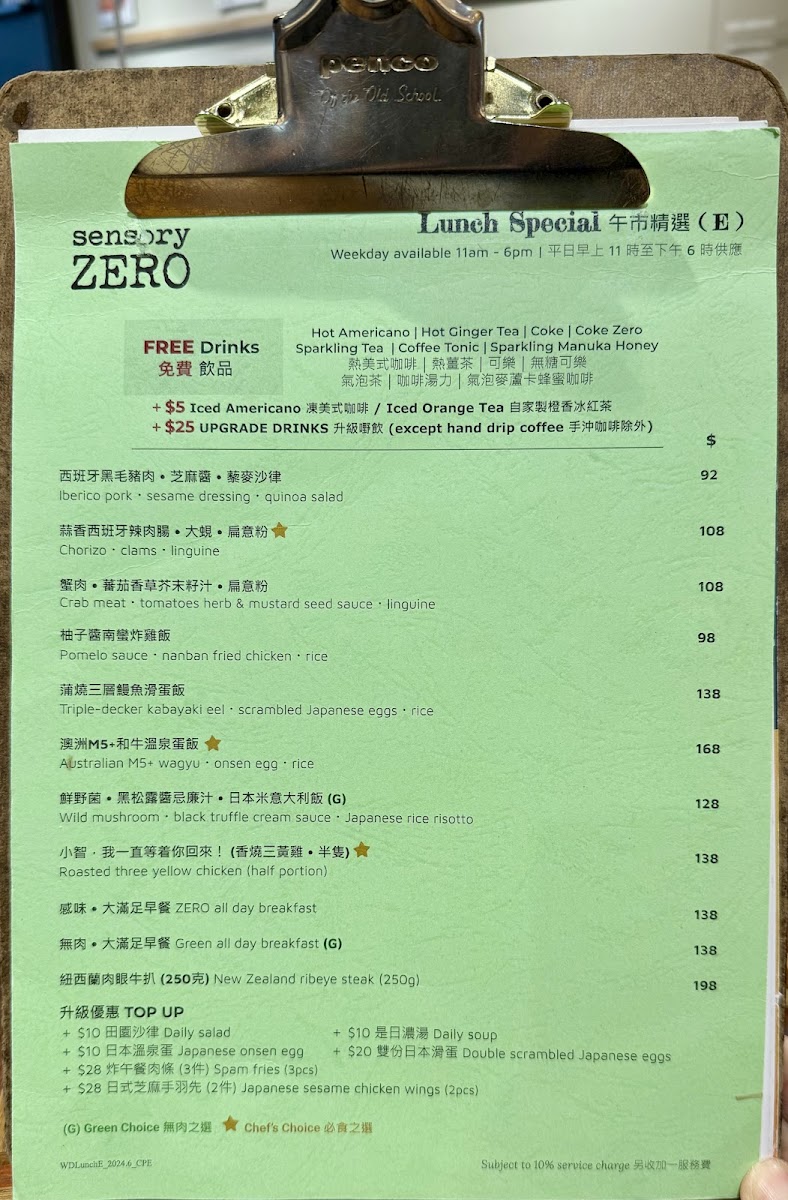 penco
Old School
sensory
ZERO
Lunch Special 午市精選 ( E )
Weekday available 11am - 6pm | 平日早上 11 時至下午 6 時供應
FREE Drinks
免費 飲品
Hot Americano | Hot Ginger Tea | Coke | Coke Zero
Sparkling Tea | Coffee Tonic | Sparkling Manuka Honey
熱美式咖啡 | 熱薑茶 | 可樂 | 無糖可樂
氣泡茶 | 咖啡湯力 | 氣泡麥蘆卡蜂蜜咖啡
+ $5 Iced Americano 凍美式咖啡 / Iced Orange Tea 自家製橙香冰紅茶
+ $25 UPGRADE DRINKS 升級嘢飲 (except hand drip coffee 手沖咖啡除外)
$
西班牙黑毛豬肉 • 芝麻醬 • 藜麥沙律 92
Iberico pork · sesame dressing · quinoa salad
蒜香西班牙辣肉腸 • 大蜆 • 扁意粉 108
Chorizo · clams · linguine
蟹肉 • 蕃茄香草芥末籽汁 • 扁意粉 108
Crab meat · tomatoes herb & mustard seed sauce · linguine
柚子醬南蠻炸雞飯 98
Pomelo sauce · nanban fried chicken · rice
蒲燒三層鰻魚滑蛋飯 138
Triple-decker kabayaki eel · scrambled Japanese eggs · rice
澳洲M5+和牛溫泉蛋飯 168
Australian M5+ wagyu · onsen egg · rice
鮮野菌 • 黑松露醬忌廉汁 • 日本米意大利飯 (G) 128
Wild mushroom · black truffle cream sauce · Japanese rice risotto
小智 · 我一直等着你回來！ (香燒三黃雞 • 半隻) 138
Roasted three yellow chicken (half portion)
感味 • 大滿足早餐 ZERO all day breakfast 138
無肉 • 大滿足早餐 Green all day breakfast (G) 138
紐西蘭肉眼牛扒 (250克) New Zealand ribeye steak (250g) 198
升級優惠 TOP UP
+ $10 田園沙律 Daily salad + $10 是日濃湯 Daily soup
+ $10 日本溫泉蛋 Japanese onsen egg + $20 雙份日本滑蛋 Double scrambled Japanese eggs
+ $28 炸午餐肉條 (3件) Spam fries (3pcs)
+ $28 日式芝麻手羽先 (2件) Japanese sesame chicken wings (2pcs)
(G) Green Choice 無肉之選 Chef's Choice 必食之選
WDLunchE_2024.6_CPE
Subject to 10% service charge 另收加一服務費